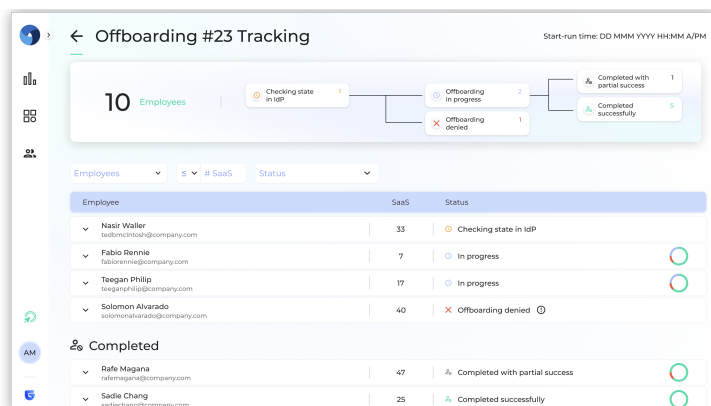 Offboarding #23 Tracking
Start-run time: DD MMM YYYY HH:MM A/PM
10 Employees
Checking state in IdP 1
Offboarding in progress 2
Offboarding denied 1
Completed with partial success 1
Completed successfully 5
Employees
≤ # SaaS
Status
Employee SaaS Status
Nasir Waller 33 Checking state in IdP
tedbmcintosh@company.com
Fabio Rennie 7 In progress
fabiorennie@company.com
Teegan Philip 17 In progress
teeganphilip@company.com
Solomon Alvarado 40 Offboarding denied
solomonalvarado@company.com
AM
Completed
Rafe Magana 47 Completed with partial success
rafemagana@company.com
Sadie Chang 25 Completed successfully
sadiechang@company.com